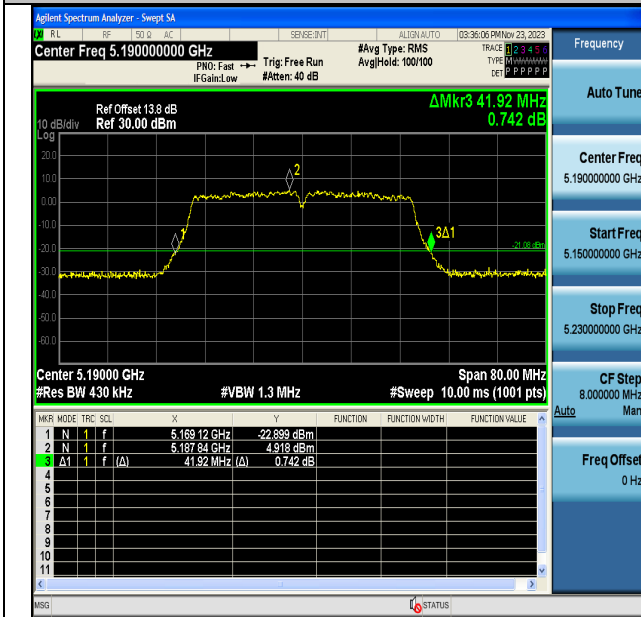 Agilent Spectrum Analyzer - Swept SA
RL RF 50 Ω AC SENSE:INT ALIGN AUTO 03:36:06 PM Nov 23, 2023
Center Freq 5.190000000 GHz
PNO: Fast
IFGain:Low
Trig: Free Run
#Atten: 40 dB
#Avg Type: RMS
Avg|Hold: 100/100
TRACE 1 2 3 4 5 6
TYPE M
DET P P P P P P
Frequency
Auto Tune
Center Freq
5.190000000 GHz
Start Freq
5.150000000 GHz
Stop Freq
5.230000000 GHz
CF Step
8.000000 MHz
Auto Man
Freq Offset
0 Hz
Ref Offset 13.8 dB
Ref 30.00 dBm
10 dB/div
Log
ΔMkr3 41.92 MHz
0.742 dB
20.0
10.0
0.00
-10.0
-20.0
-30.0
-40.0
-50.0
-60.0
1
2
3Δ1
-21.08 dBm
Center 5.19000 GHz Span 80.00 MHz
#Res BW 430 kHz #VBW 1.3 MHz #Sweep 10.00 ms (1001 pts)
MKR MODE TRC SCL X Y FUNCTION FUNCTION WIDTH FUNCTION VALUE
1 N 1 f 5.169 12 GHz -22.899 dBm
2 N 1 f 5.187 84 GHz 4.918 dBm
3 Δ1 1 f (Δ) 41.92 MHz (Δ) 0.742 dB
4
5
6
7
8
9
10
11
MSG STATUS